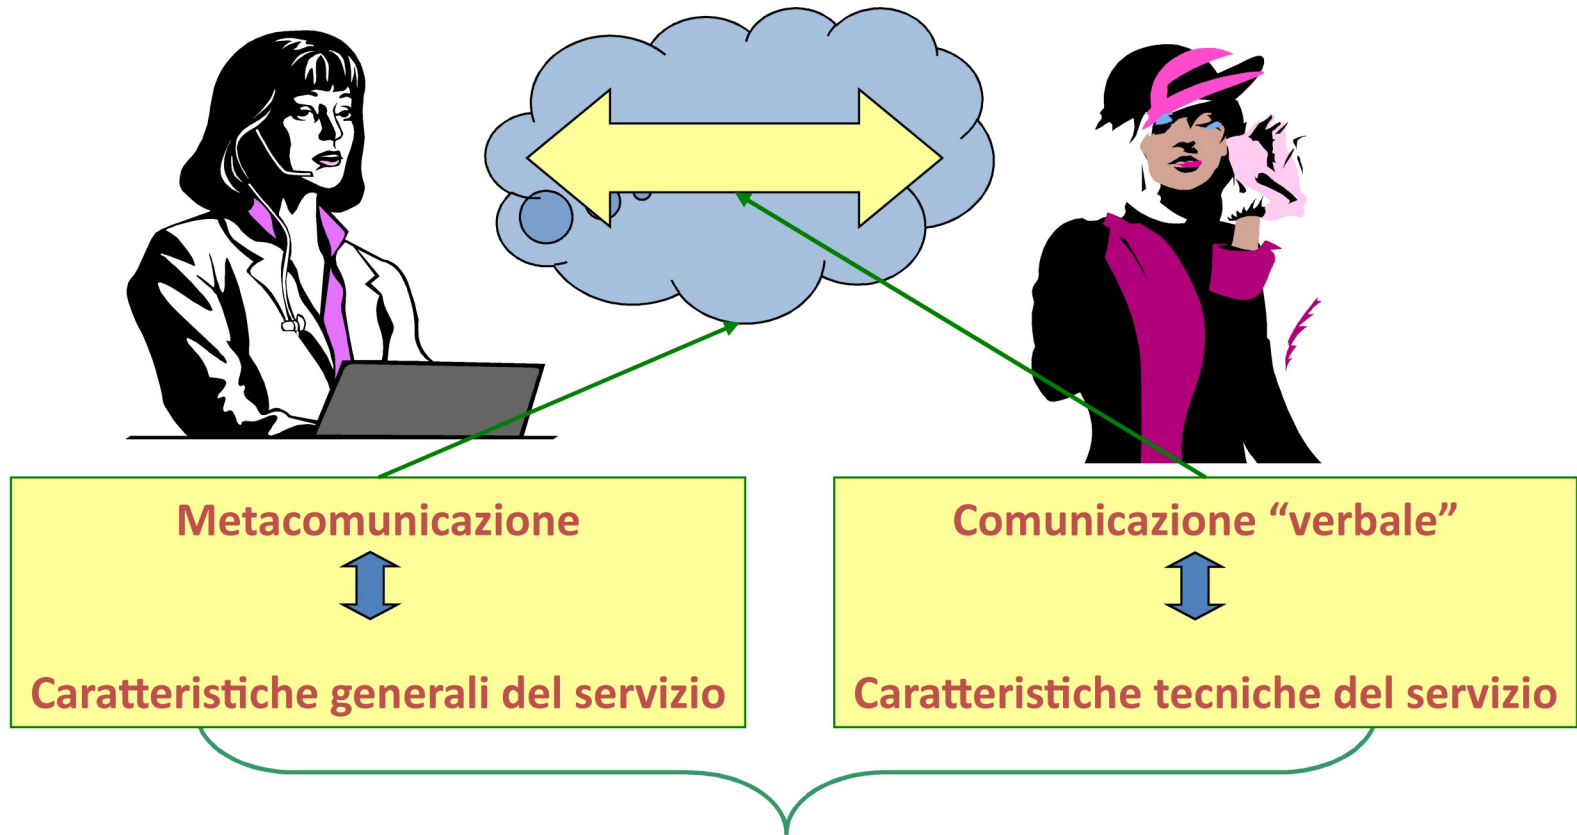 Metacomunicazione
Caratteristiche generali del servizio
Comunicazione “verbale”
Caratteristiche tecniche del servizio